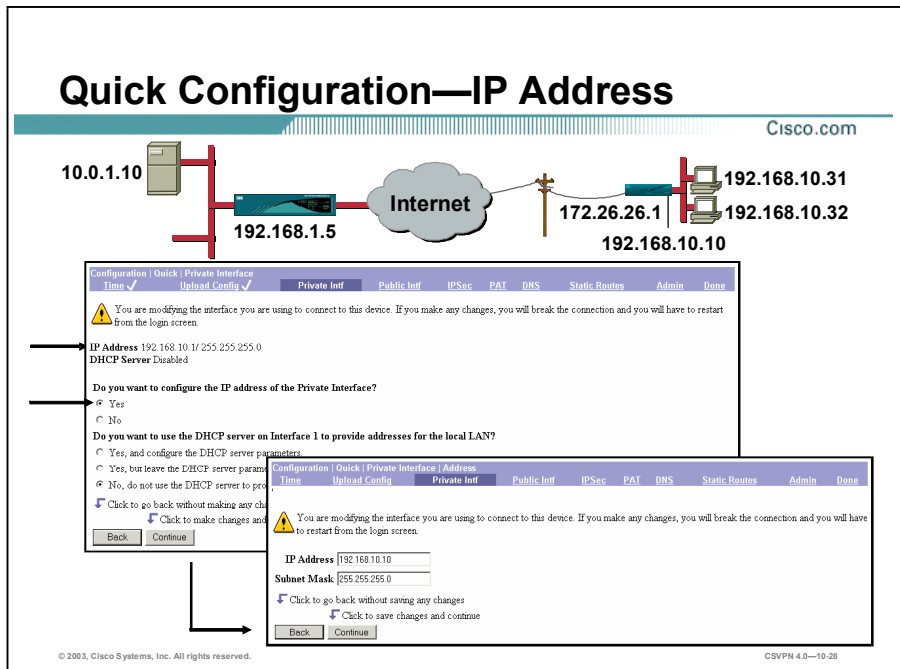 Quick Configuration—IP Address
Cisco.com
10.0.1.10
192.168.1.5
Internet
172.26.26.1
192.168.10.31
192.168.10.32
192.168.10.10
Configuration | Quick | Private Interface
Time Upload Config Private Intf Public Intf IPSec PAT DNS Static Routes Admin Done
You are modifying the interface you are using to connect to this device. If you make any changes, you will break the connection and you will have to restart
from the login screen.
IP Address 192.168.10.1/ 255.255.255.0
DHCP Server Disabled
Do you want to configure the IP address of the Private Interface?
Yes
No
Do you want to use the DHCP server on Interface 1 to provide addresses for the local LAN?
Yes, and configure the DHCP server parameters.
Yes, but leave the DHCP server
No, do not use the DHCP server to
Click to go back without making any
Click to make changes and
Back Continue
Configuration | Quick | Private Interface | Address
Time Upload Config Private Intf Public Intf IPSec PAT DNS Static Routes Admin Done
You are modifying the interface you are using to connect to this device. If you make any changes, you will break the connection and you will have
to restart from the login screen.
IP Address 192.168.10.10
Subnet Mask 255.255.255.0
Click to go back without saving any changes
Click to save changes and continue
Back Continue
© 2003, Cisco Systems, Inc. All rights reserved.
CSVPN 4.0—10-28